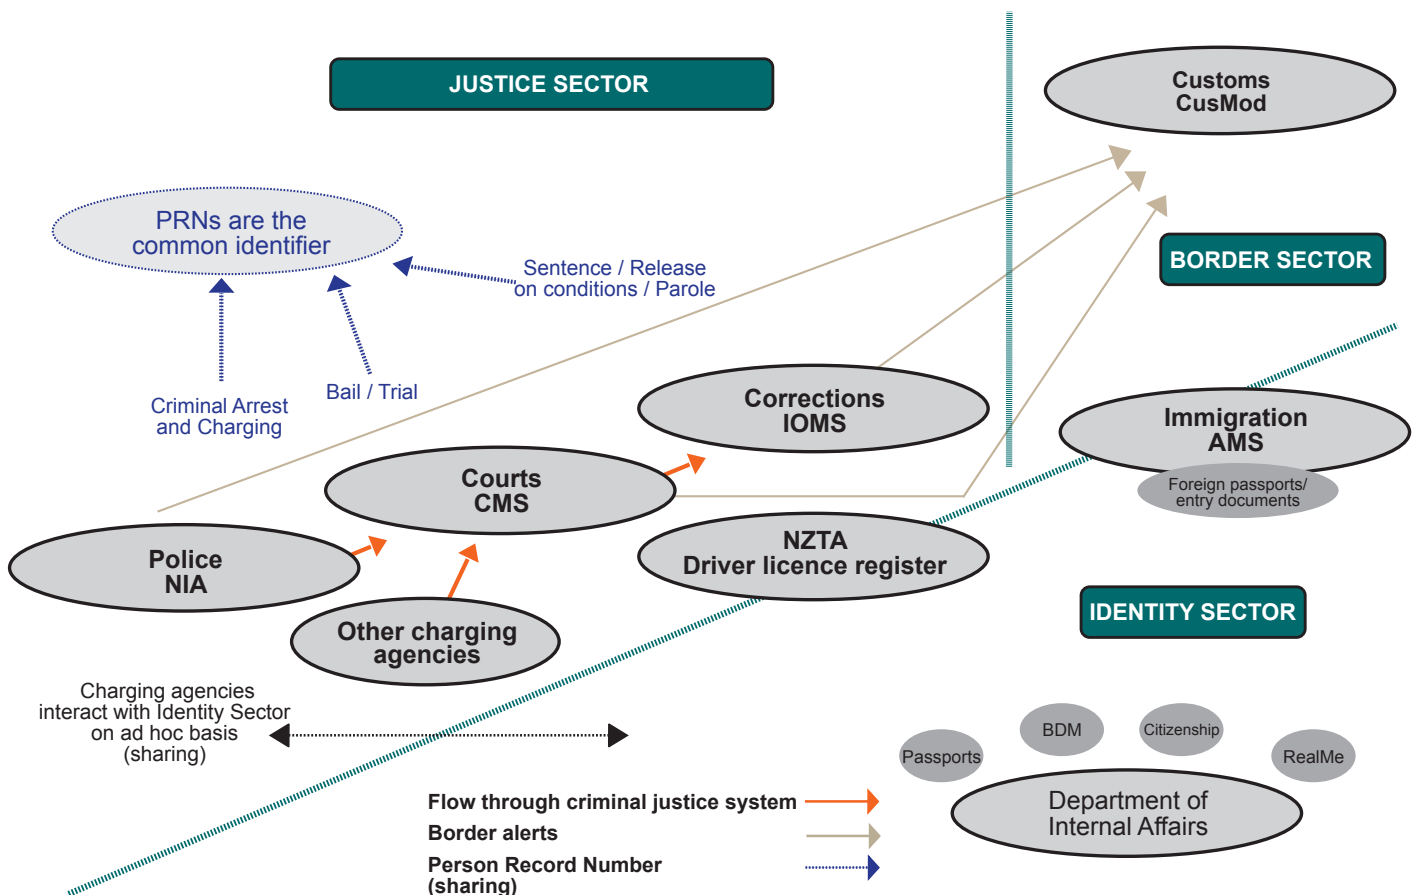 JUSTICE SECTOR
Customs
CusMod
PRNs are the
common identifier
BORDER SECTOR
Sentence / Release
on conditions / Parole
Bail / Trial
Criminal Arrest
and Charging
Corrections
IOMS
Immigration
AMS
Foreign passports/
entry documents
Courts
CMS
Police
NIA
NZTA
Driver licence register
IDENTITY SECTOR
Other charging
agencies
Charging agencies
interact with Identity Sector
on ad hoc basis
(sharing)
Passports
BDM
Citizenship
RealMe
Department of
Internal Affairs
Flow through criminal justice system
Border alerts
Person Record Number
(sharing)